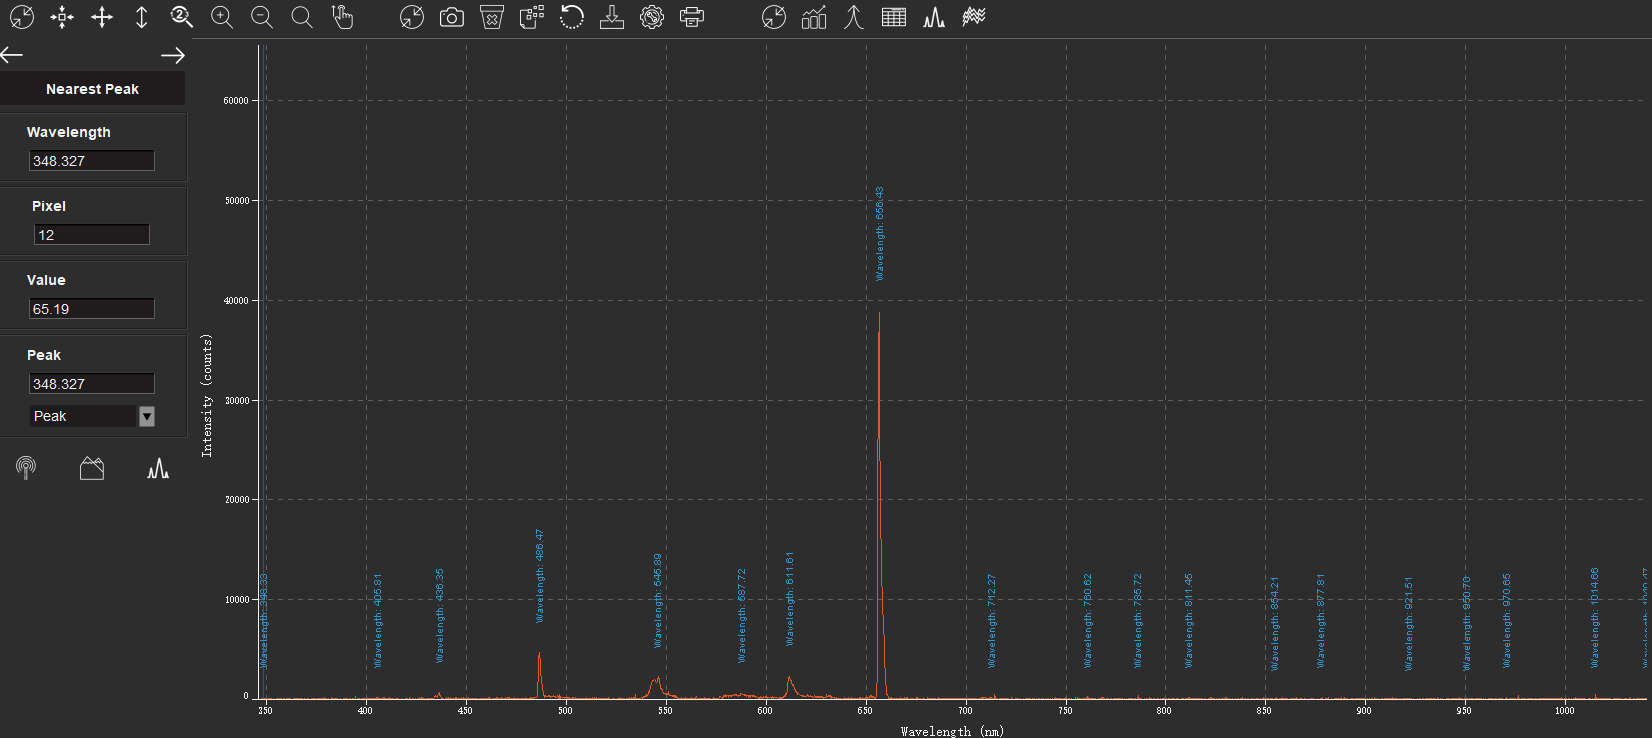 2
Nearest Peak
Wavelength
348.327
Pixel
12
Value
65.19
Peak
348.327
Peak
Intensity (counts)
60000
50000
40000
30000
20000
10000
0
Wavelength: 348.33
Wavelength: 405.81
Wavelength: 436.35
Wavelength: 486.47
Wavelength: 545.89
Wavelength: 587.72
Wavelength: 611.61
Wavelength: 656.43
Wavelength: 712.27
Wavelength: 760.62
Wavelength: 785.72
Wavelength: 811.45
Wavelength: 854.21
Wavelength: 877.81
Wavelength: 921.51
Wavelength: 950.70
Wavelength: 970.65
Wavelength: 1014.66
350 400 450 500 550 600 650 700 750 800 850 900 950 1000
Wavelength (nm)